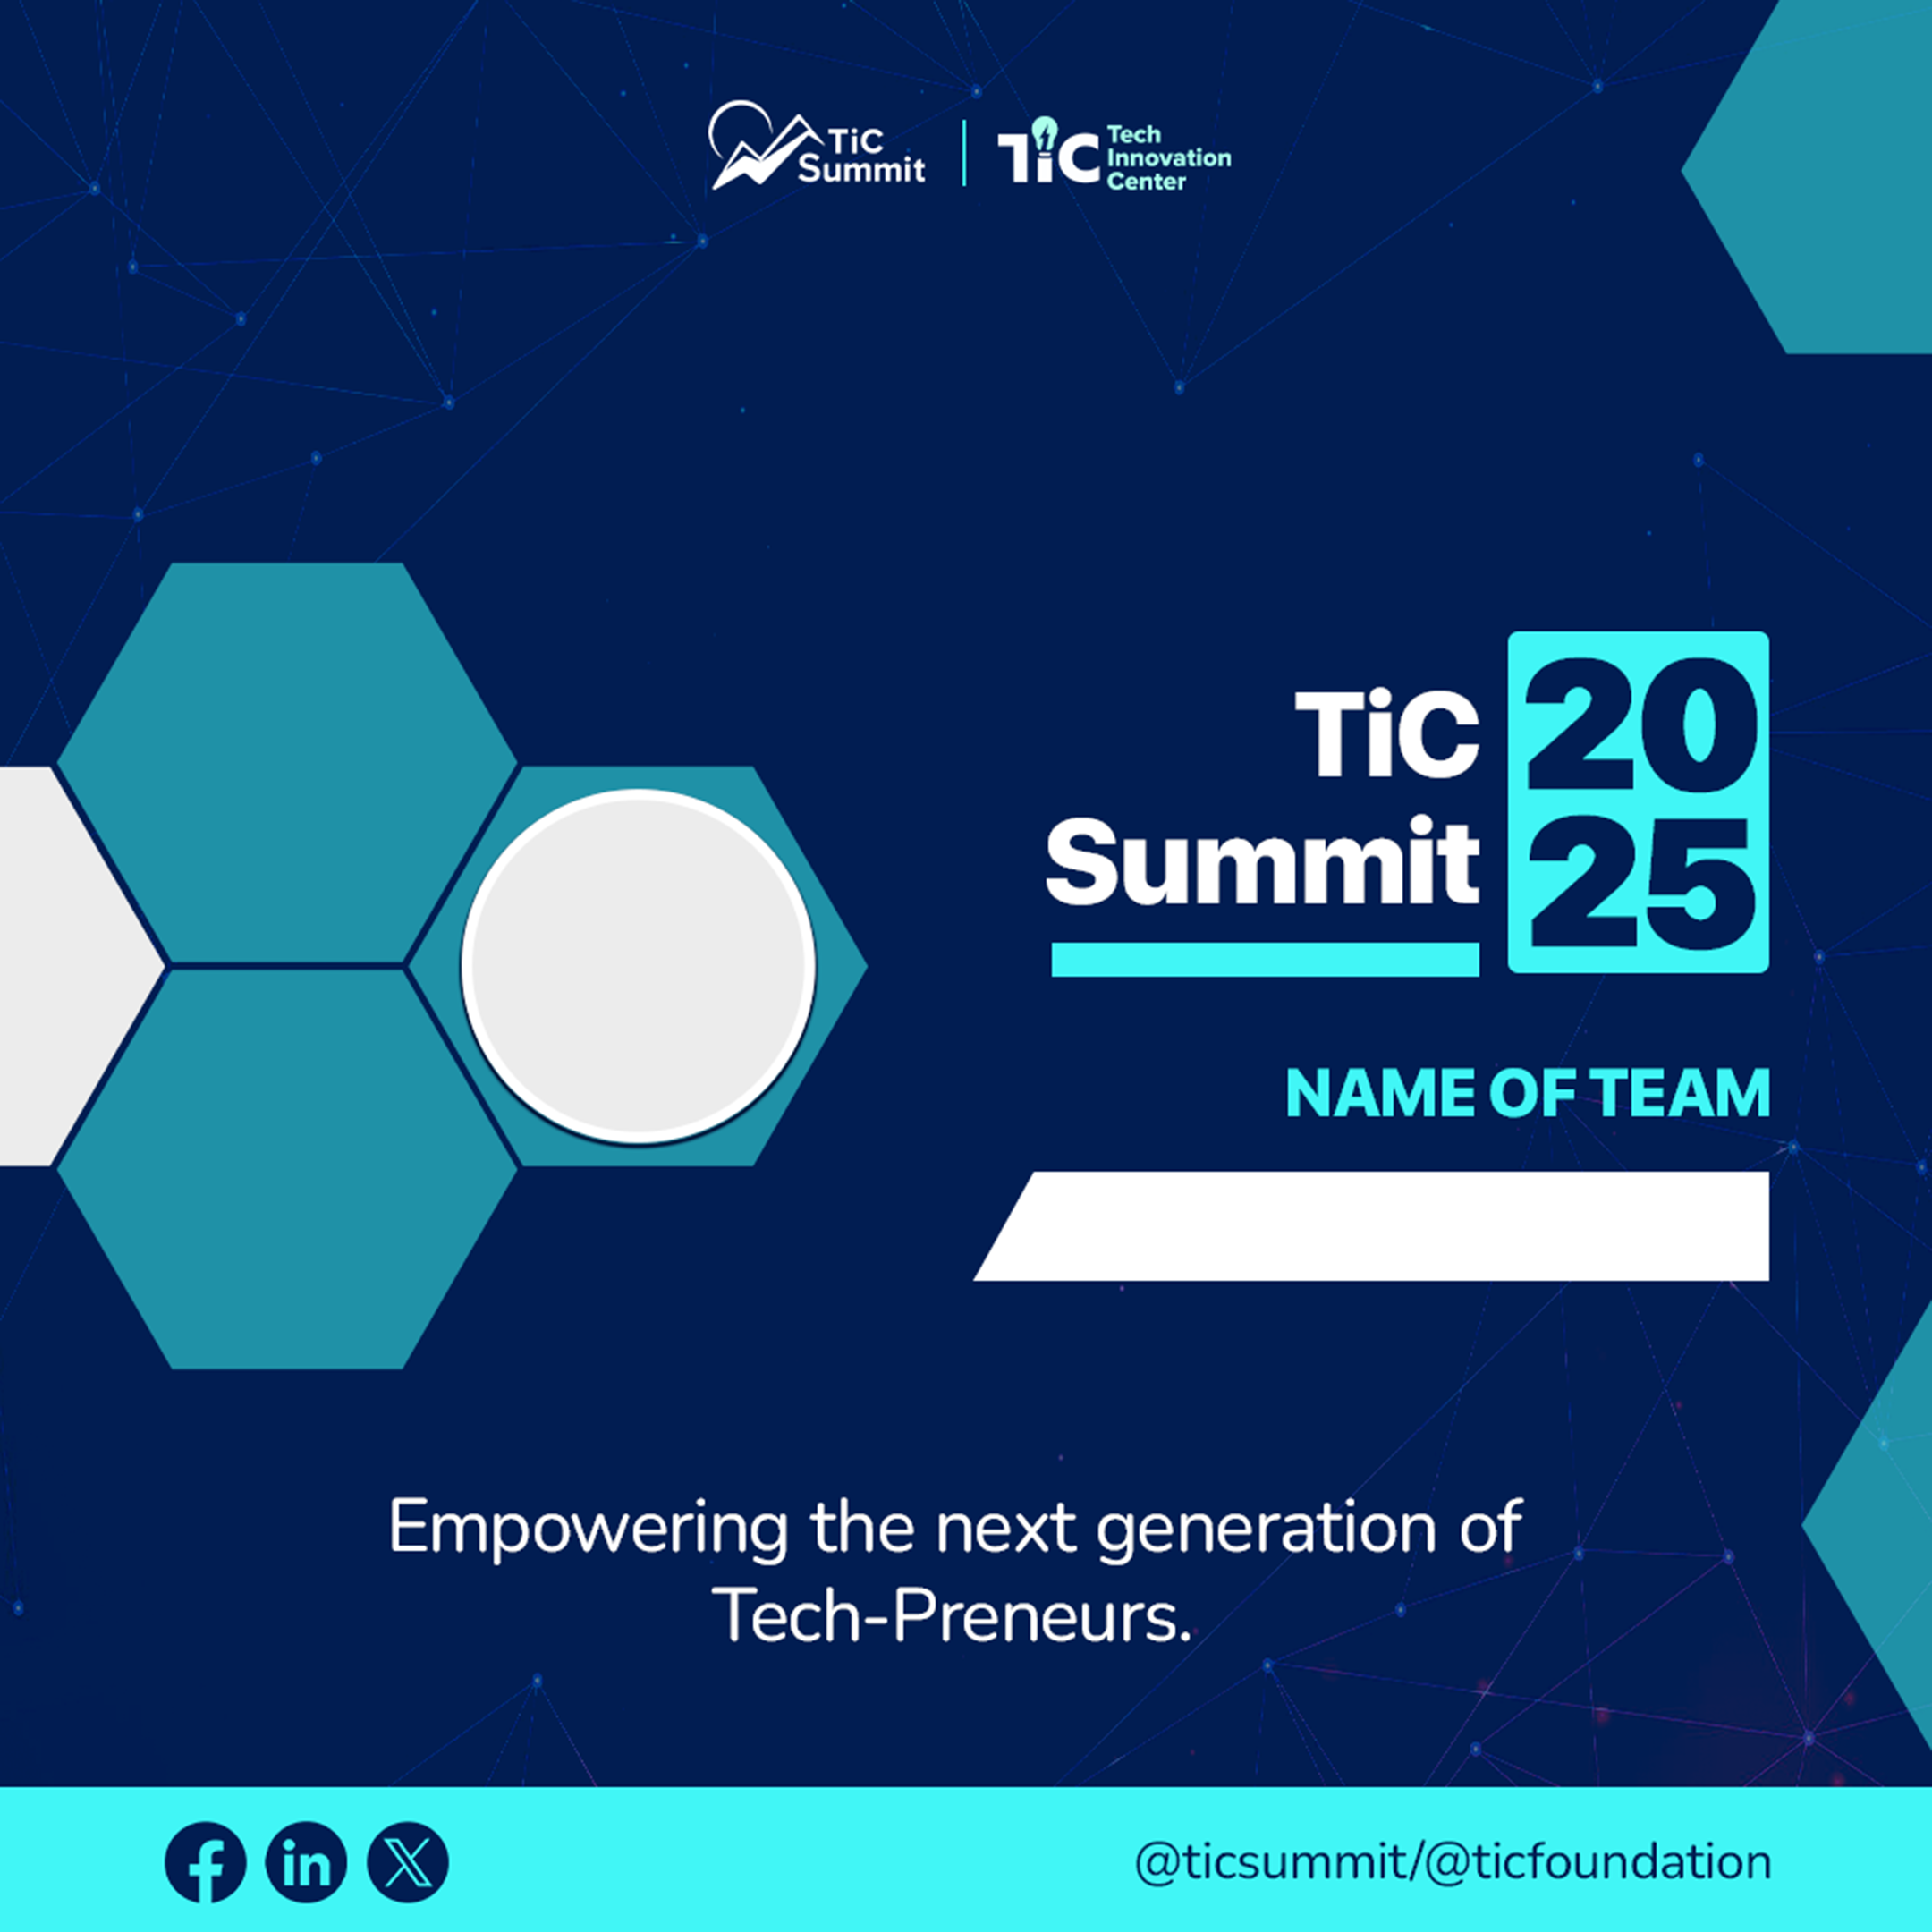 TiC
Summit
TiC
Tech
Innovation
Center
TiC
Summit
20
25
NAME OF TEAM
Empowering the next generation of
Tech-Preneurs.
@ticsummit/@ticfoundation